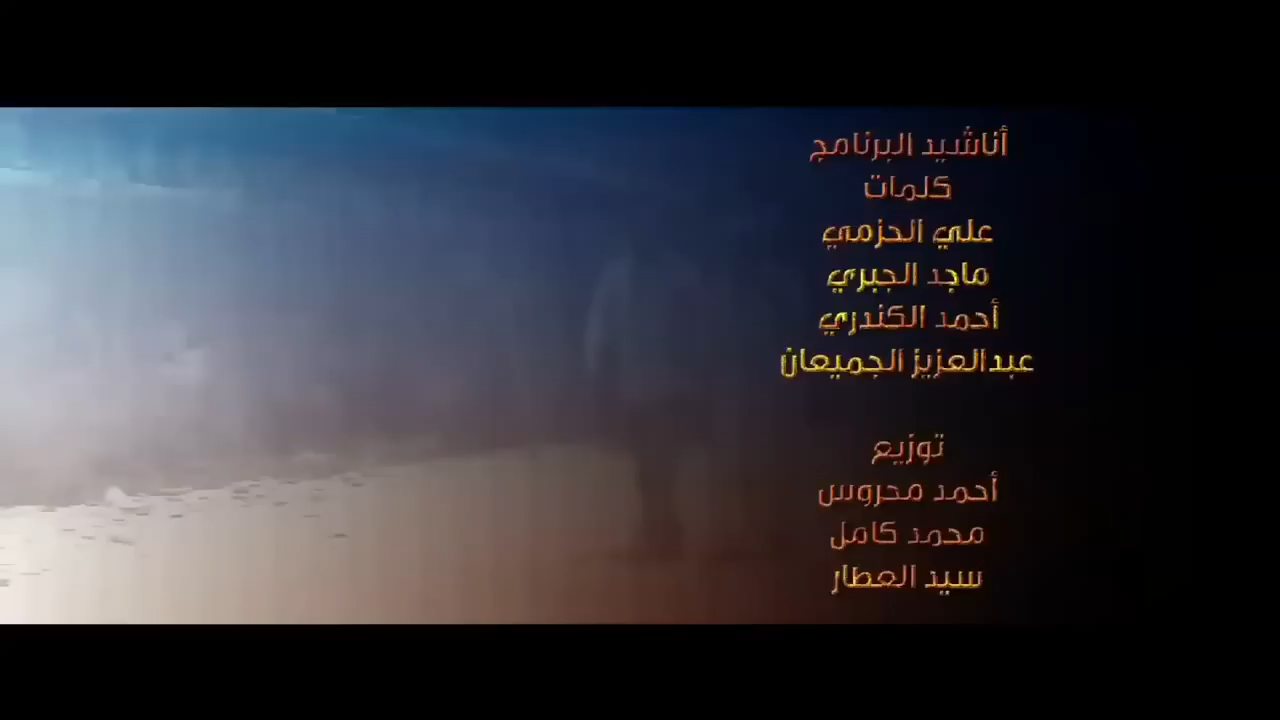 أناشيد البرنامج
كلمات
علي الحزمي
ماجد الجبري
أحمد الكندري
عبدالعزيز الجميعان
توزيع
أحمد محروس
محمد كامل
سيد العطار